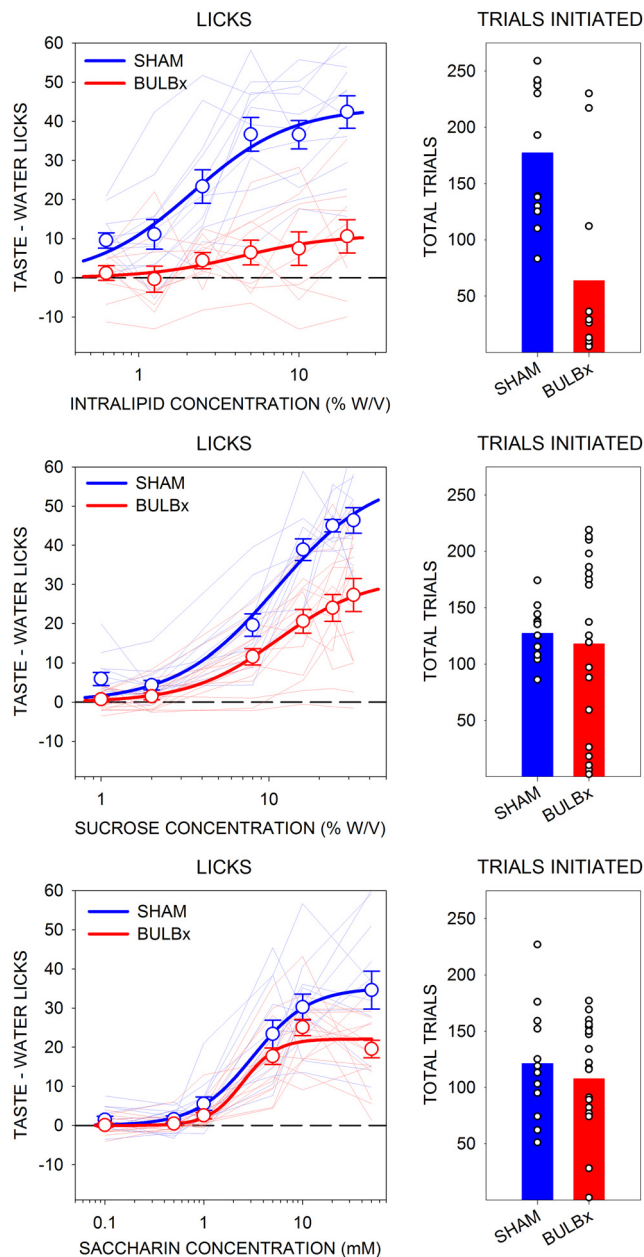 LICKS
TRIALS INITIATED
60
50
40
30
20
10
0
-10
TASTE - WATER LICKS
SHAM
BULBx
1
10
INTRALIPID CONCENTRATION (% W/V)
250
200
150
100
50
TOTAL TRIALS
SHAM
BULBx
LICKS
TRIALS INITIATED
60
50
40
30
20
10
0
-10
TASTE - WATER LICKS
SHAM
BULBx
1
10
SUCROSE CONCENTRATION (% W/V)
250
200
150
100
50
TOTAL TRIALS
SHAM
BULBx
LICKS
TRIALS INITIATED
60
50
40
30
20
10
0
-10
TASTE - WATER LICKS
SHAM
BULBx
0.1
1
10
SACCHARIN CONCENTRATION (mM)
250
200
150
100
50
TOTAL TRIALS
SHAM
BULBx